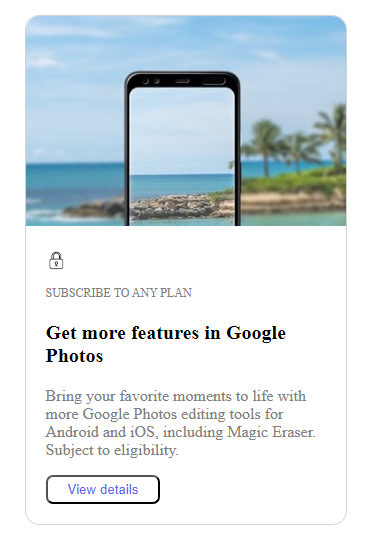 SUBSCRIBE TO ANY PLAN
Get more features in Google
Photos
Bring your favorite moments to life with
more Google Photos editing tools for
Android and iOS, including Magic Eraser.
Subject to eligibility.
View details